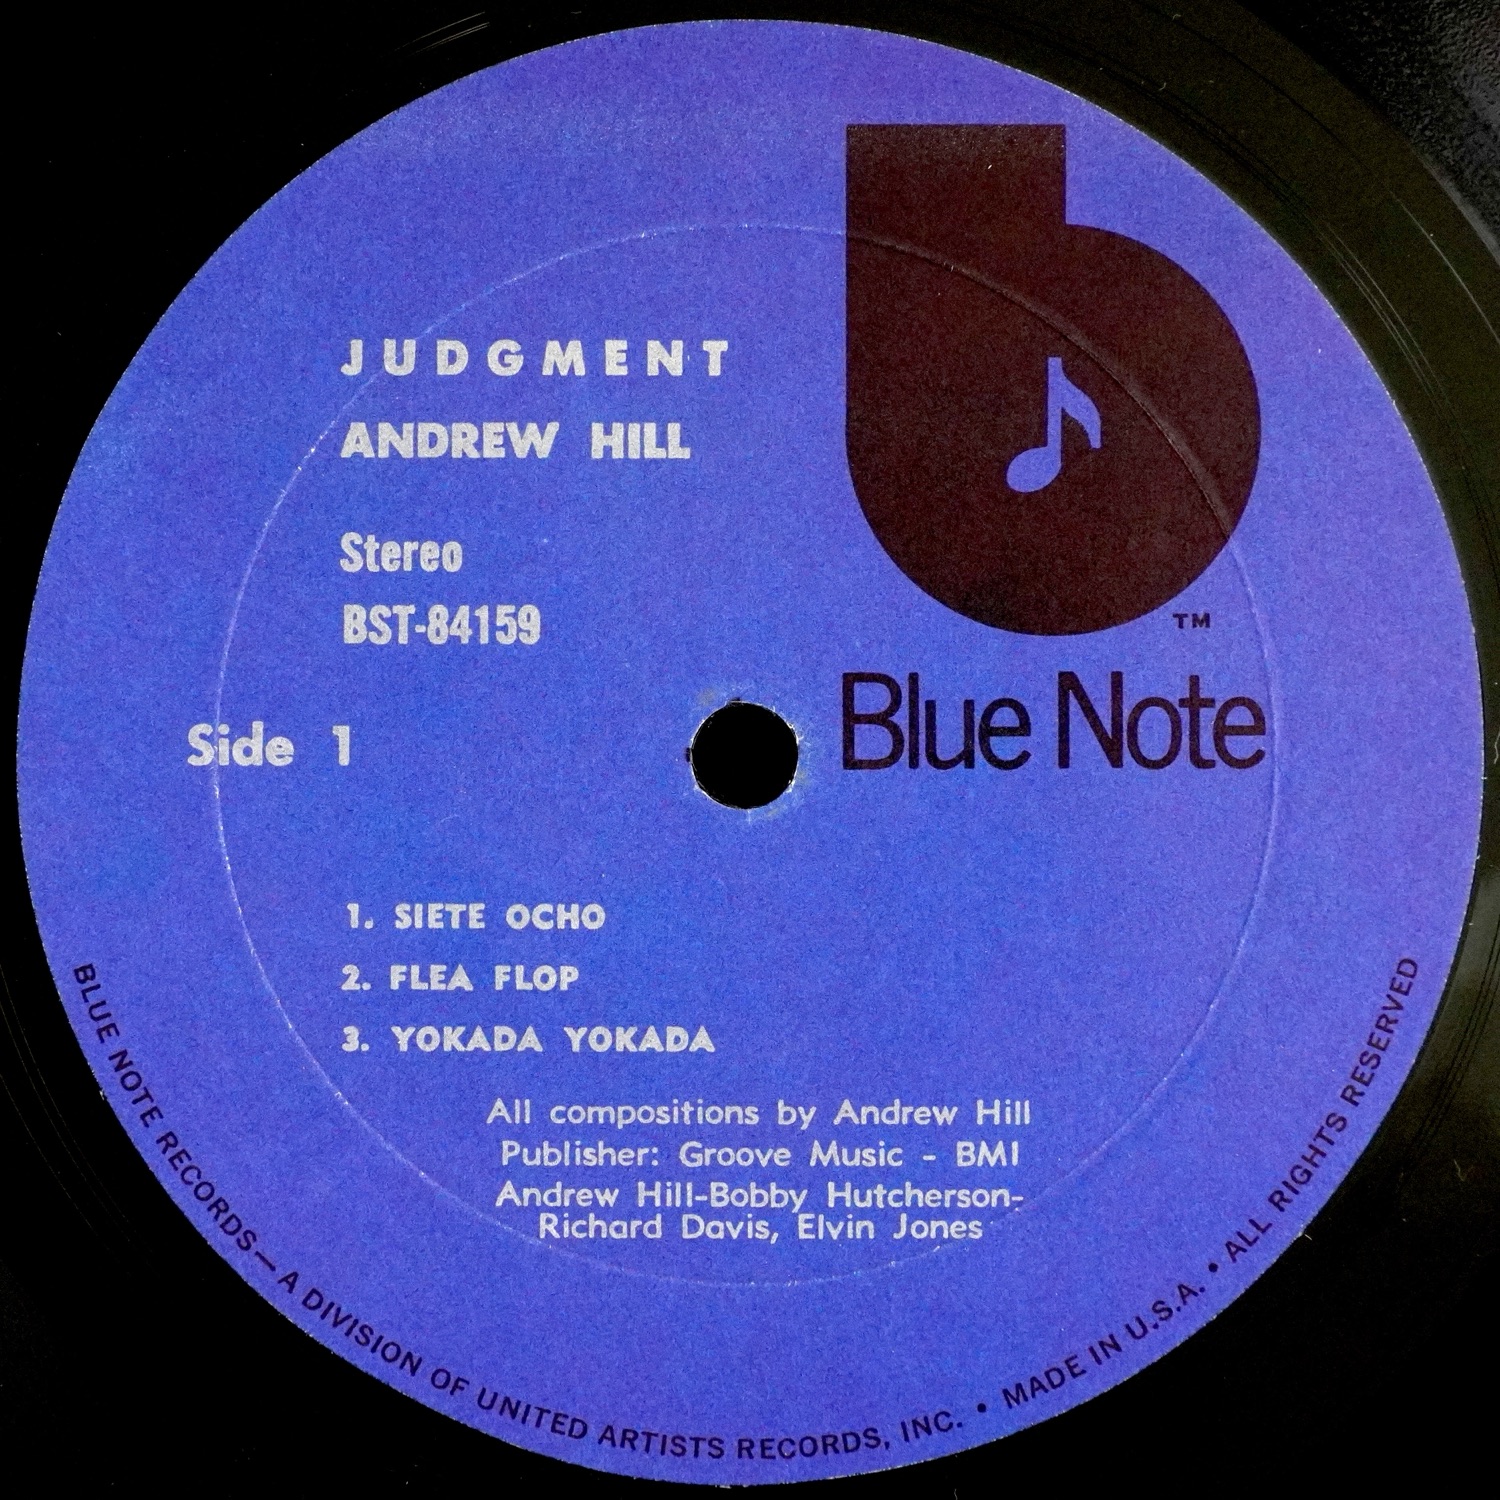 JUDGMENT
ANDREW HILL
Stereo
BST-84159
TM
Blue Note
Side 1
1. SIETE OCHO
2. FLEA FLOP
3. YOKADA YOKADA
All compositions by Andrew Hill
Publisher: Groove Music - BMI
Andrew Hill-Bobby Hutcherson-
Richard Davis, Elvin Jones
BLUE NOTE RECORDS—A DIVISION OF UNITED ARTISTS RECORDS, INC. • MADE IN U.S.A. • ALL RIGHTS RESERVED